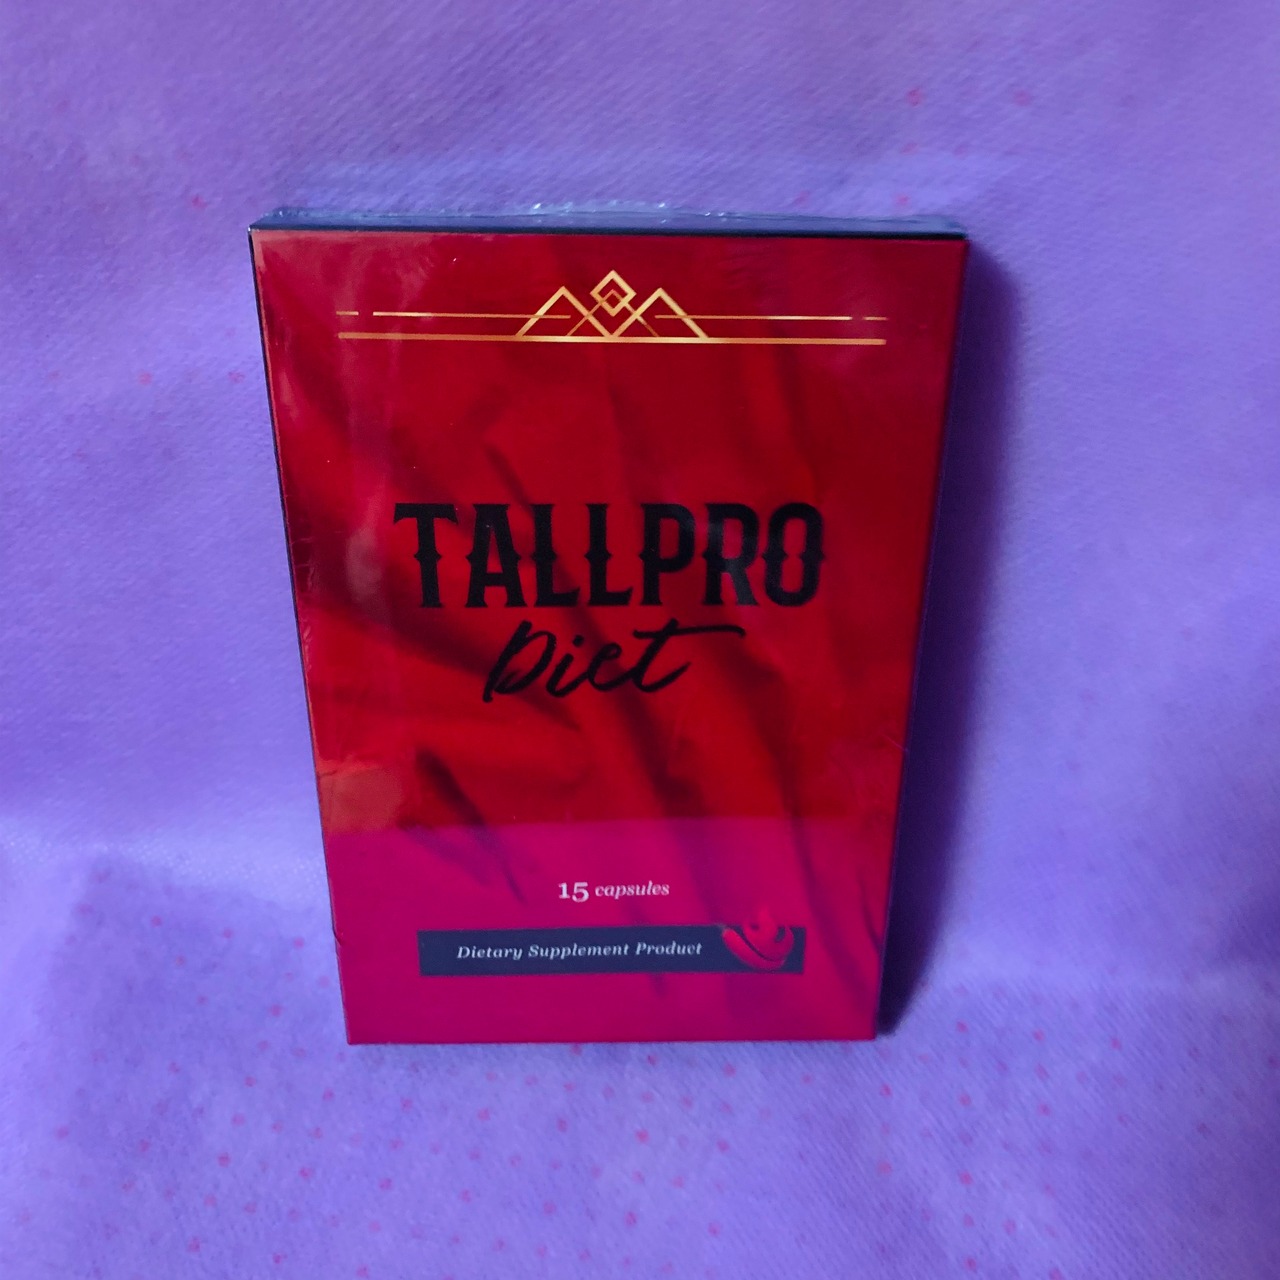 TALLPRO
Diet
15 capsules
Dietary Supplement Product